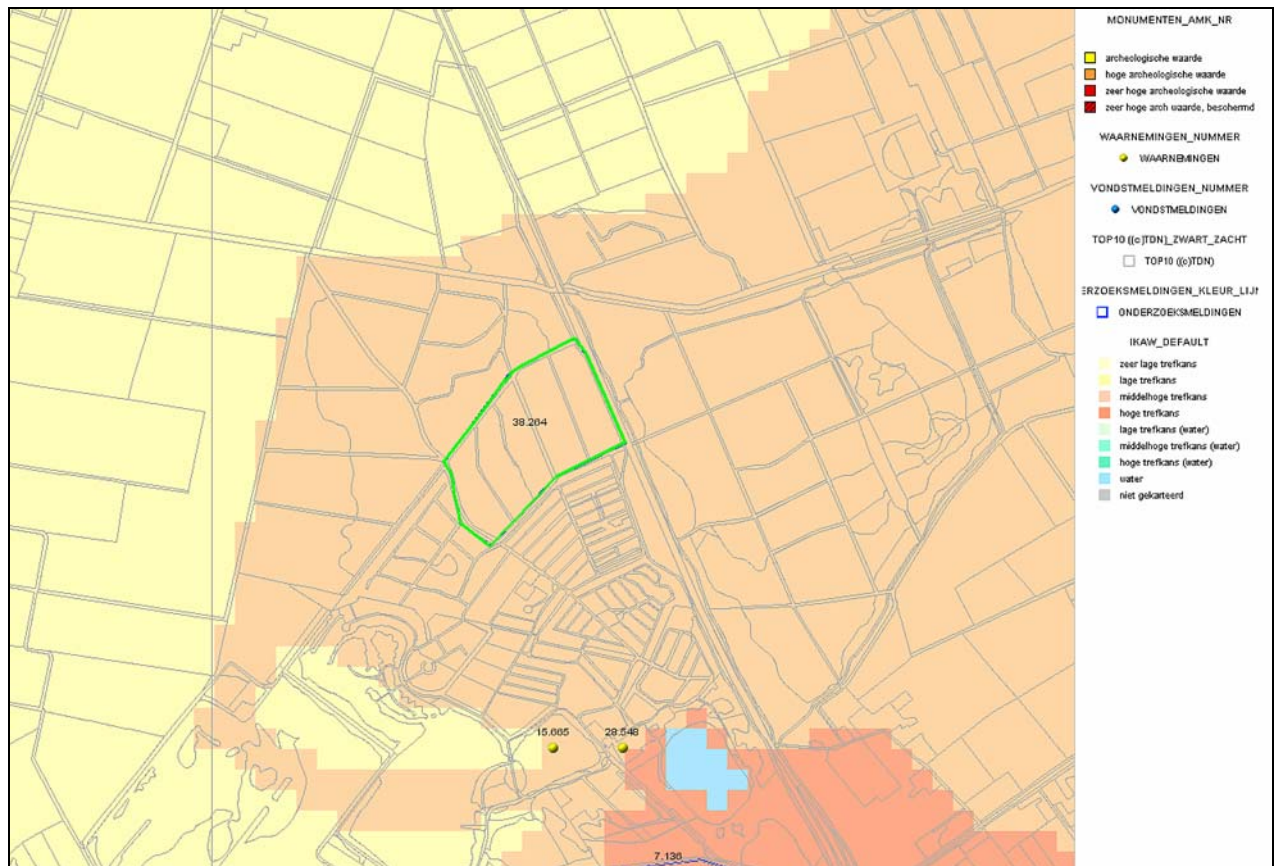 MONUMENTEN_AMK_NR
archeologische waarde
hoge archeologische waarde
zeer hoge archeologische waarde
zeer hoge arch waarde, beschermd
WAARNEMINGEN_NUMMER
WAARNEMINGEN
VONDSTMELDINGEN_NUMMER
VONDSTMELDINGEN
TOP10 ((c)TDN)_ZWART_ZACHT
TOP10 ((c)TDN)
ERZOEKSMELDINGEN_KLEUR_LIJN
ONDERZOEKSMELDINGEN
IKAW_DEFAULT
zeer lage trefkans
lage trefkans
middelhoge trefkans
hoge trefkans
lage trefkans (water)
middelhoge trefkans (water)
hoge trefkans (water)
water
niet gekarteerd
38.264
15.665
28.548
7.136